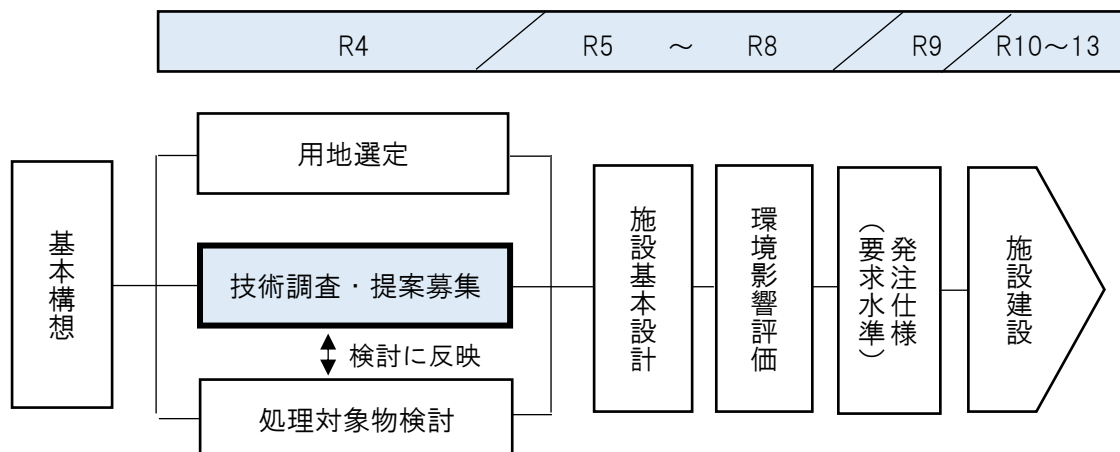 R4 R5 ～ R8 R9 R10～13
用地選定
基本構想
技術調査・提案募集
検討に反映
処理対象物検討
施設基本設計
環境影響評価
発注仕様
（要求水準）
施設建設